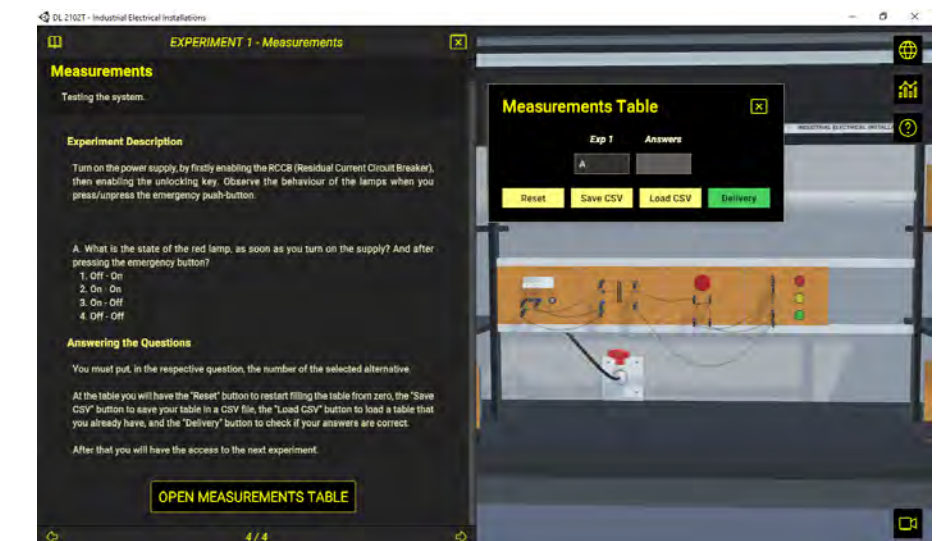 DL 2102T - Industrial Electrical Installations
EXPERIMENT 1 - Measurements
Measurements
Testing the system.
Experiment Description
Turn on the power supply, by firstly enabling the RCCB (Residual Current Circuit Breaker),
then enabling the unlocking key. Observe the behaviour of the lamps when you
press/unpress the emergency push-button.
A. What is the state of the red lamp, as soon as you turn on the supply? And after
pressing the emergency button?
1. Off - On
2. On - On
3. On - Off
4. Off - Off
Answering the Questions
You must put, in the respective question, the number of the selected alternative.
At the table you will have the "Reset" button to restart filling the table from zero, the "Save
CSV" button to save your table in a CSV file, the "Load CSV" button to load a table that
you already have, and the "Delivery" button to check if your answers are correct.
After that you will have the access to the next experiment.
OPEN MEASUREMENTS TABLE
4 / 4
Measurements Table
Exp 1 Answers
A
Reset Save CSV Load CSV Delivery
INDUSTRIAL ELECTRICAL INSTALL